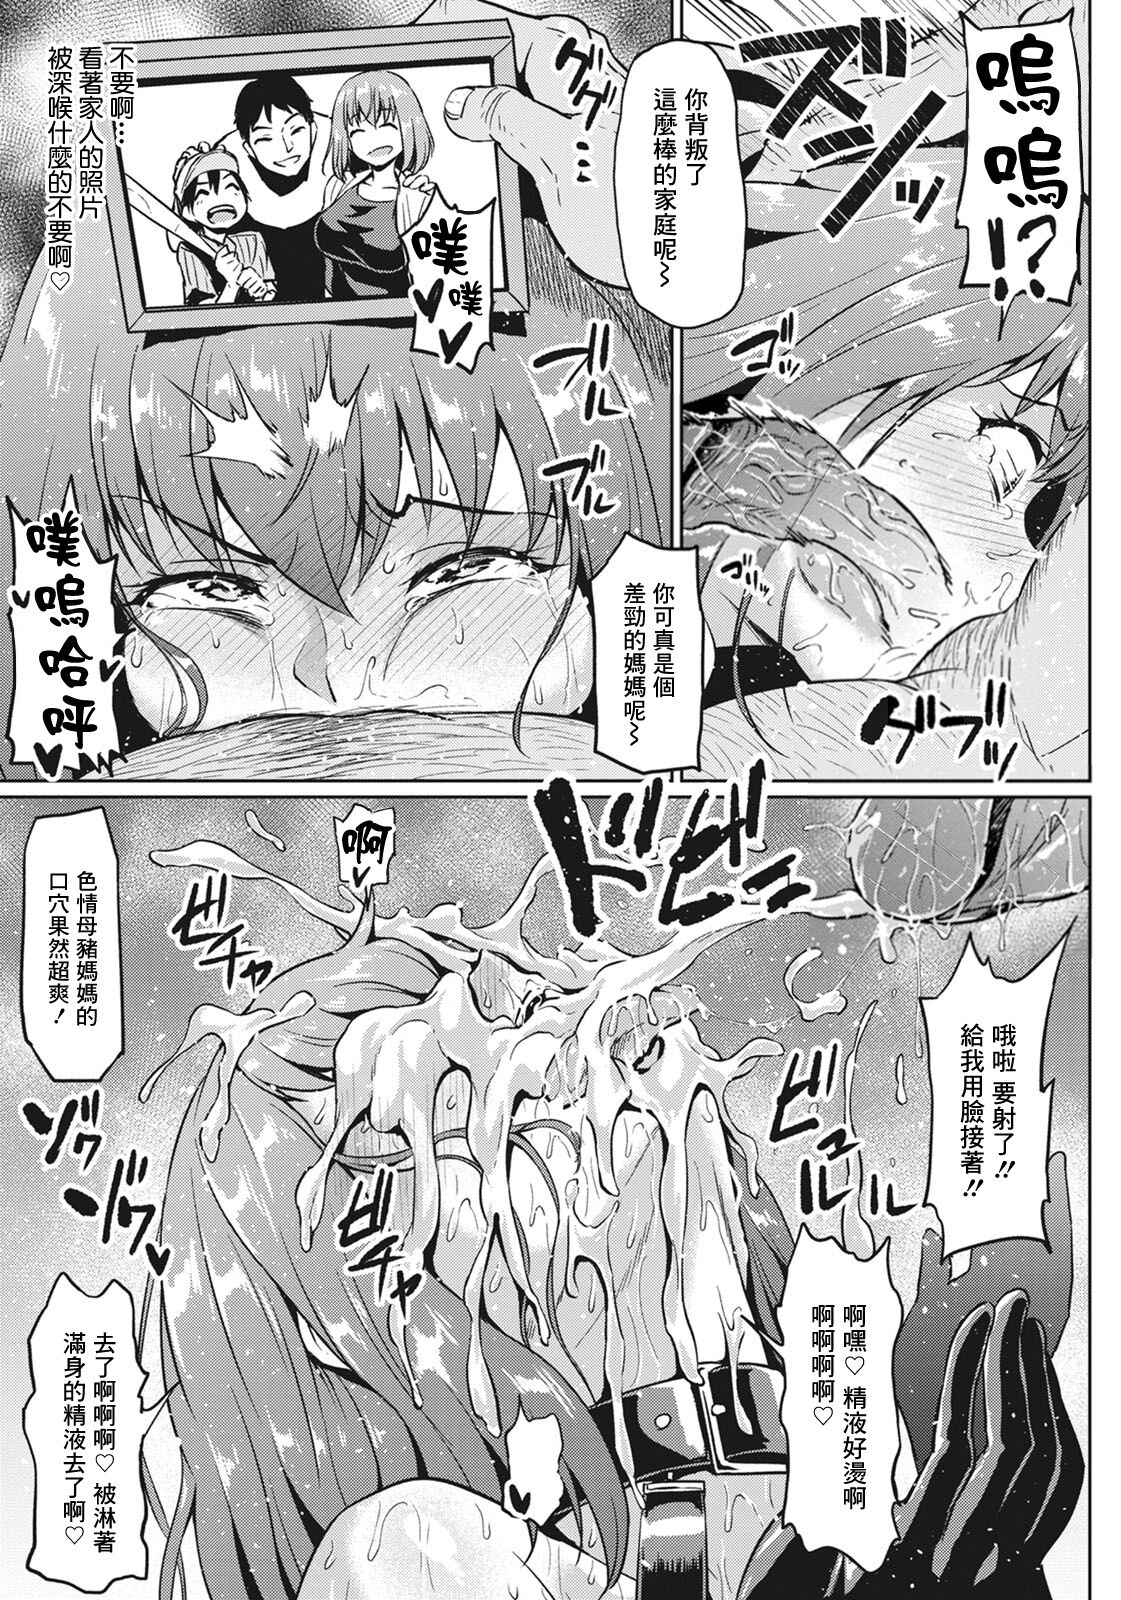 嗚
嗚!?
ズン
ズン
ゴッ
グブッ
你背叛了
這麼棒的家庭呢～
グググ
噗
噗
不要啊…
看著家人的照片
被深喉什麼的不要啊♡
オルル
ブル
你可真是個
差勁的媽媽呢～
噗嗚哈呼
ドビュ
哦啦 要射了!!
給我用臉接著!!
啊
ビチャ
色情母豬媽媽的
口穴果然超爽！
ビュルル
ビチャ
ゾク
ゾクッ
啊嘿♡ 精液好燙啊
啊啊啊啊♡
去了啊啊啊♡ 被淋著
滿身的精液去了啊♡